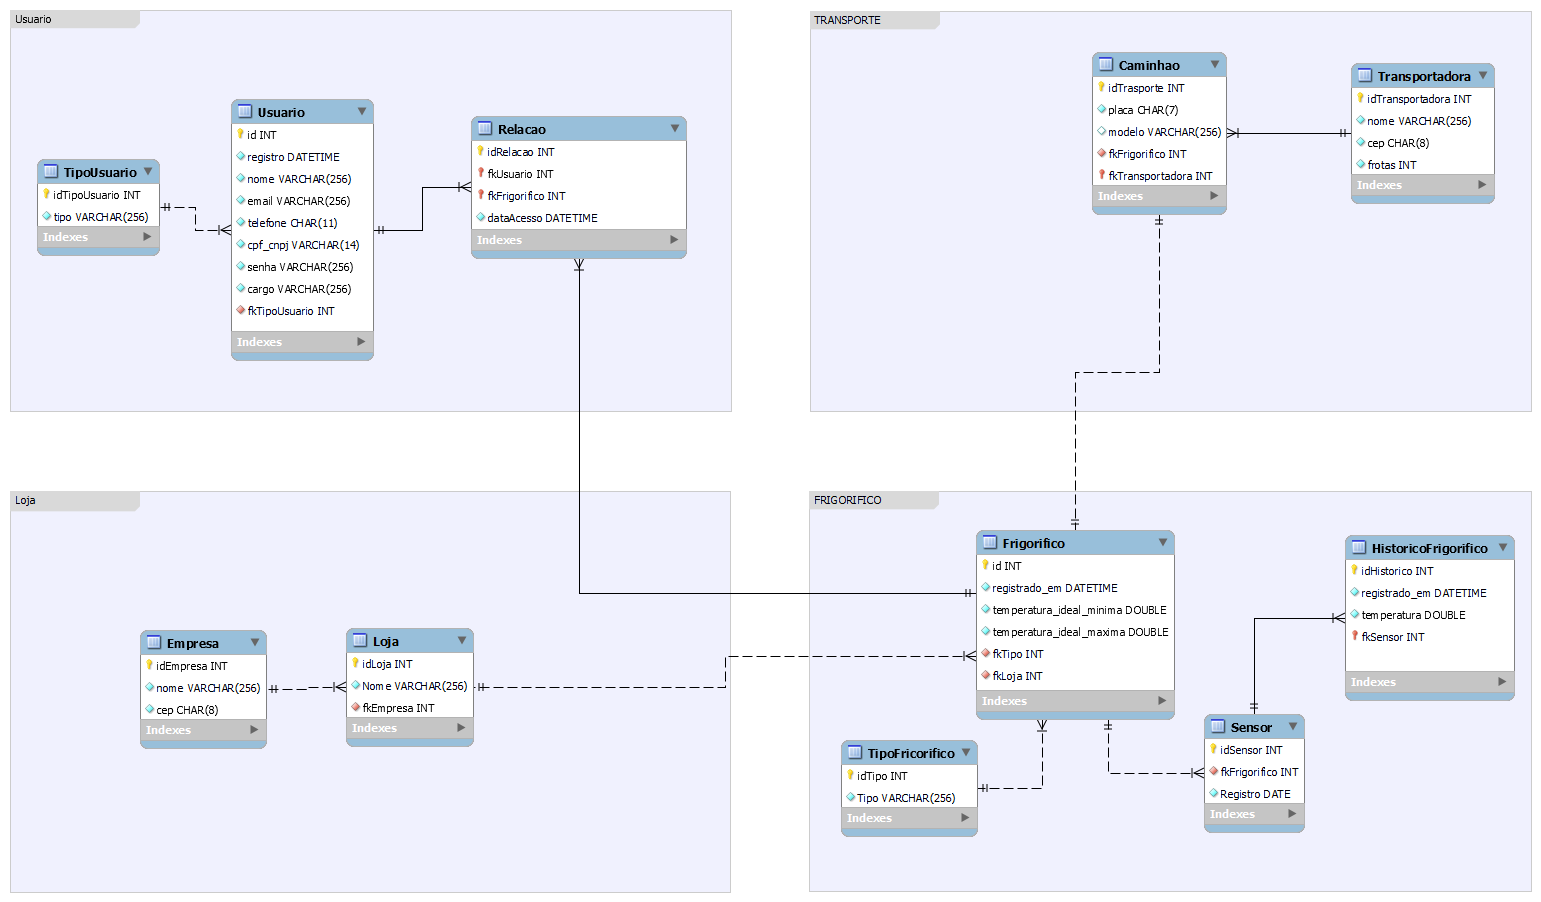 Usuario
TipoUsuario
idTipoUsuario INT
tipo VARCHAR(256)
Indexes
Usuario
id INT
registro DATETIME
nome VARCHAR(256)
email VARCHAR(256)
telefone CHAR(11)
cpf_cnpj VARCHAR(14)
senha VARCHAR(256)
cargo VARCHAR(256)
fkTipoUsuario INT
Indexes
Relacao
idRelacao INT
fkUsuario INT
fkFrigorifico INT
dataAcesso DATETIME
Indexes
TRANSPORTE
Caminhao
idTrasporte INT
placa CHAR(7)
modelo VARCHAR(256)
fkFrigorifico INT
fkTransportadora INT
Indexes
Transportadora
idTransportadora INT
nome VARCHAR(256)
cep CHAR(8)
frotas INT
Indexes
Loja
Empresa
idEmpresa INT
nome VARCHAR(256)
cep CHAR(8)
Indexes
Loja
idLoja INT
Nome VARCHAR(256)
fkEmpresa INT
Indexes
FRIGORIFICO
Frigorifico
id INT
registrado_em DATETIME
temperatura_ideal_minima DOUBLE
temperatura_ideal_maxima DOUBLE
fkTipo INT
fkLoja INT
Indexes
HistoricoFrigorifico
idHistorico INT
registrado_em DATETIME
temperatura DOUBLE
fkSensor INT
Indexes
TipoFricorifico
idTipo INT
Tipo VARCHAR(256)
Indexes
Sensor
idSensor INT
fkFrigorifico INT
Registro DATE
Indexes